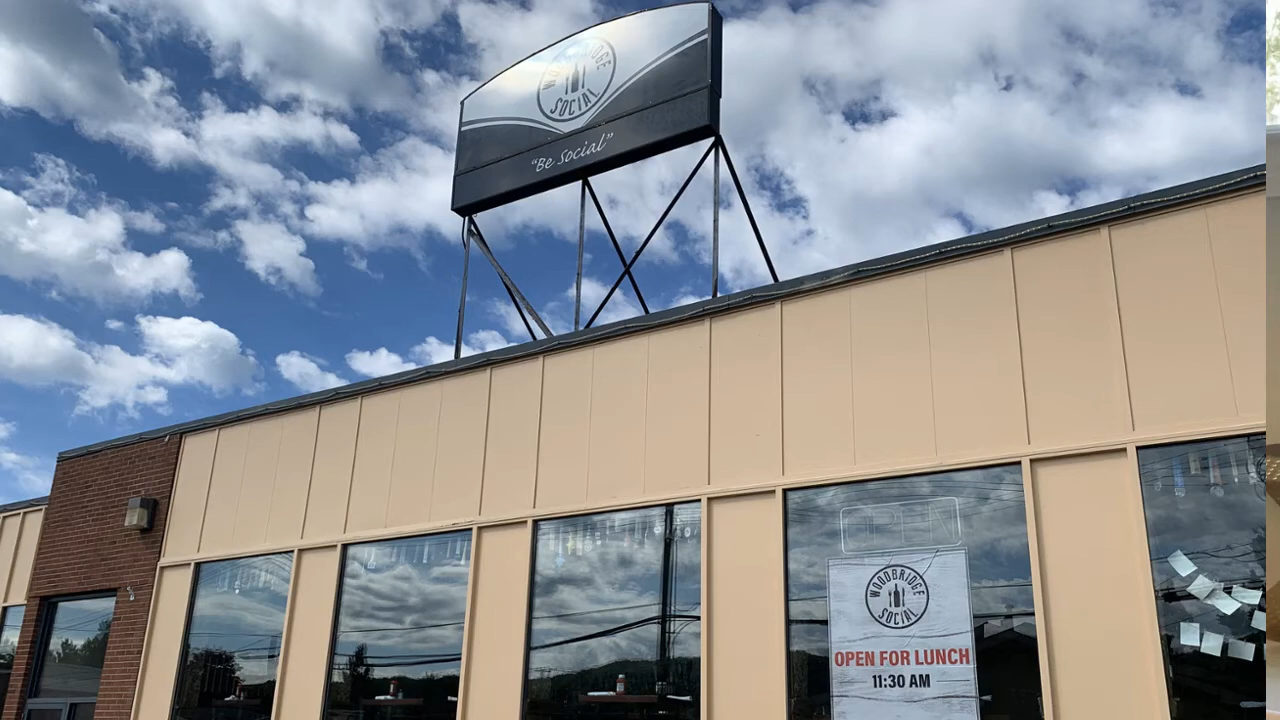 WOODBRIDGE
SOCIAL
"Be Social"
OPEN
WOODBRIDGE
SOCIAL
OPEN FOR LUNCH
11:30 AM